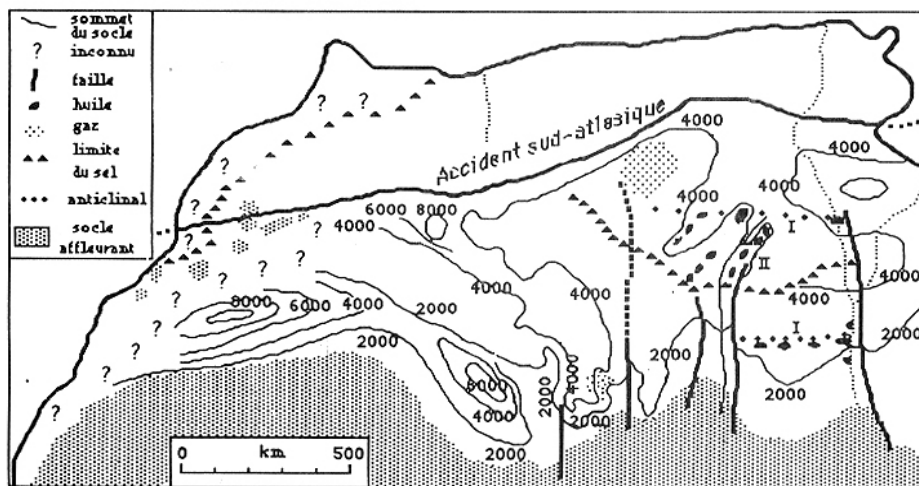 sommet
du socle
? inconnu
faille
huile
gaz
limite
du sel
anticlinal
socle
affleurant
Accident sud-atlasique
? ? ? ? ? ? ? ? ? ? ? ? ? ?
4000 4000
6000 8000
4000 4000
I
II
4000 4000
4000
8000 6000 4000
2000
4000
I
2000
2000
2000
8000
2000
4000
4000
2000
2000
2000
2000
km
0 500